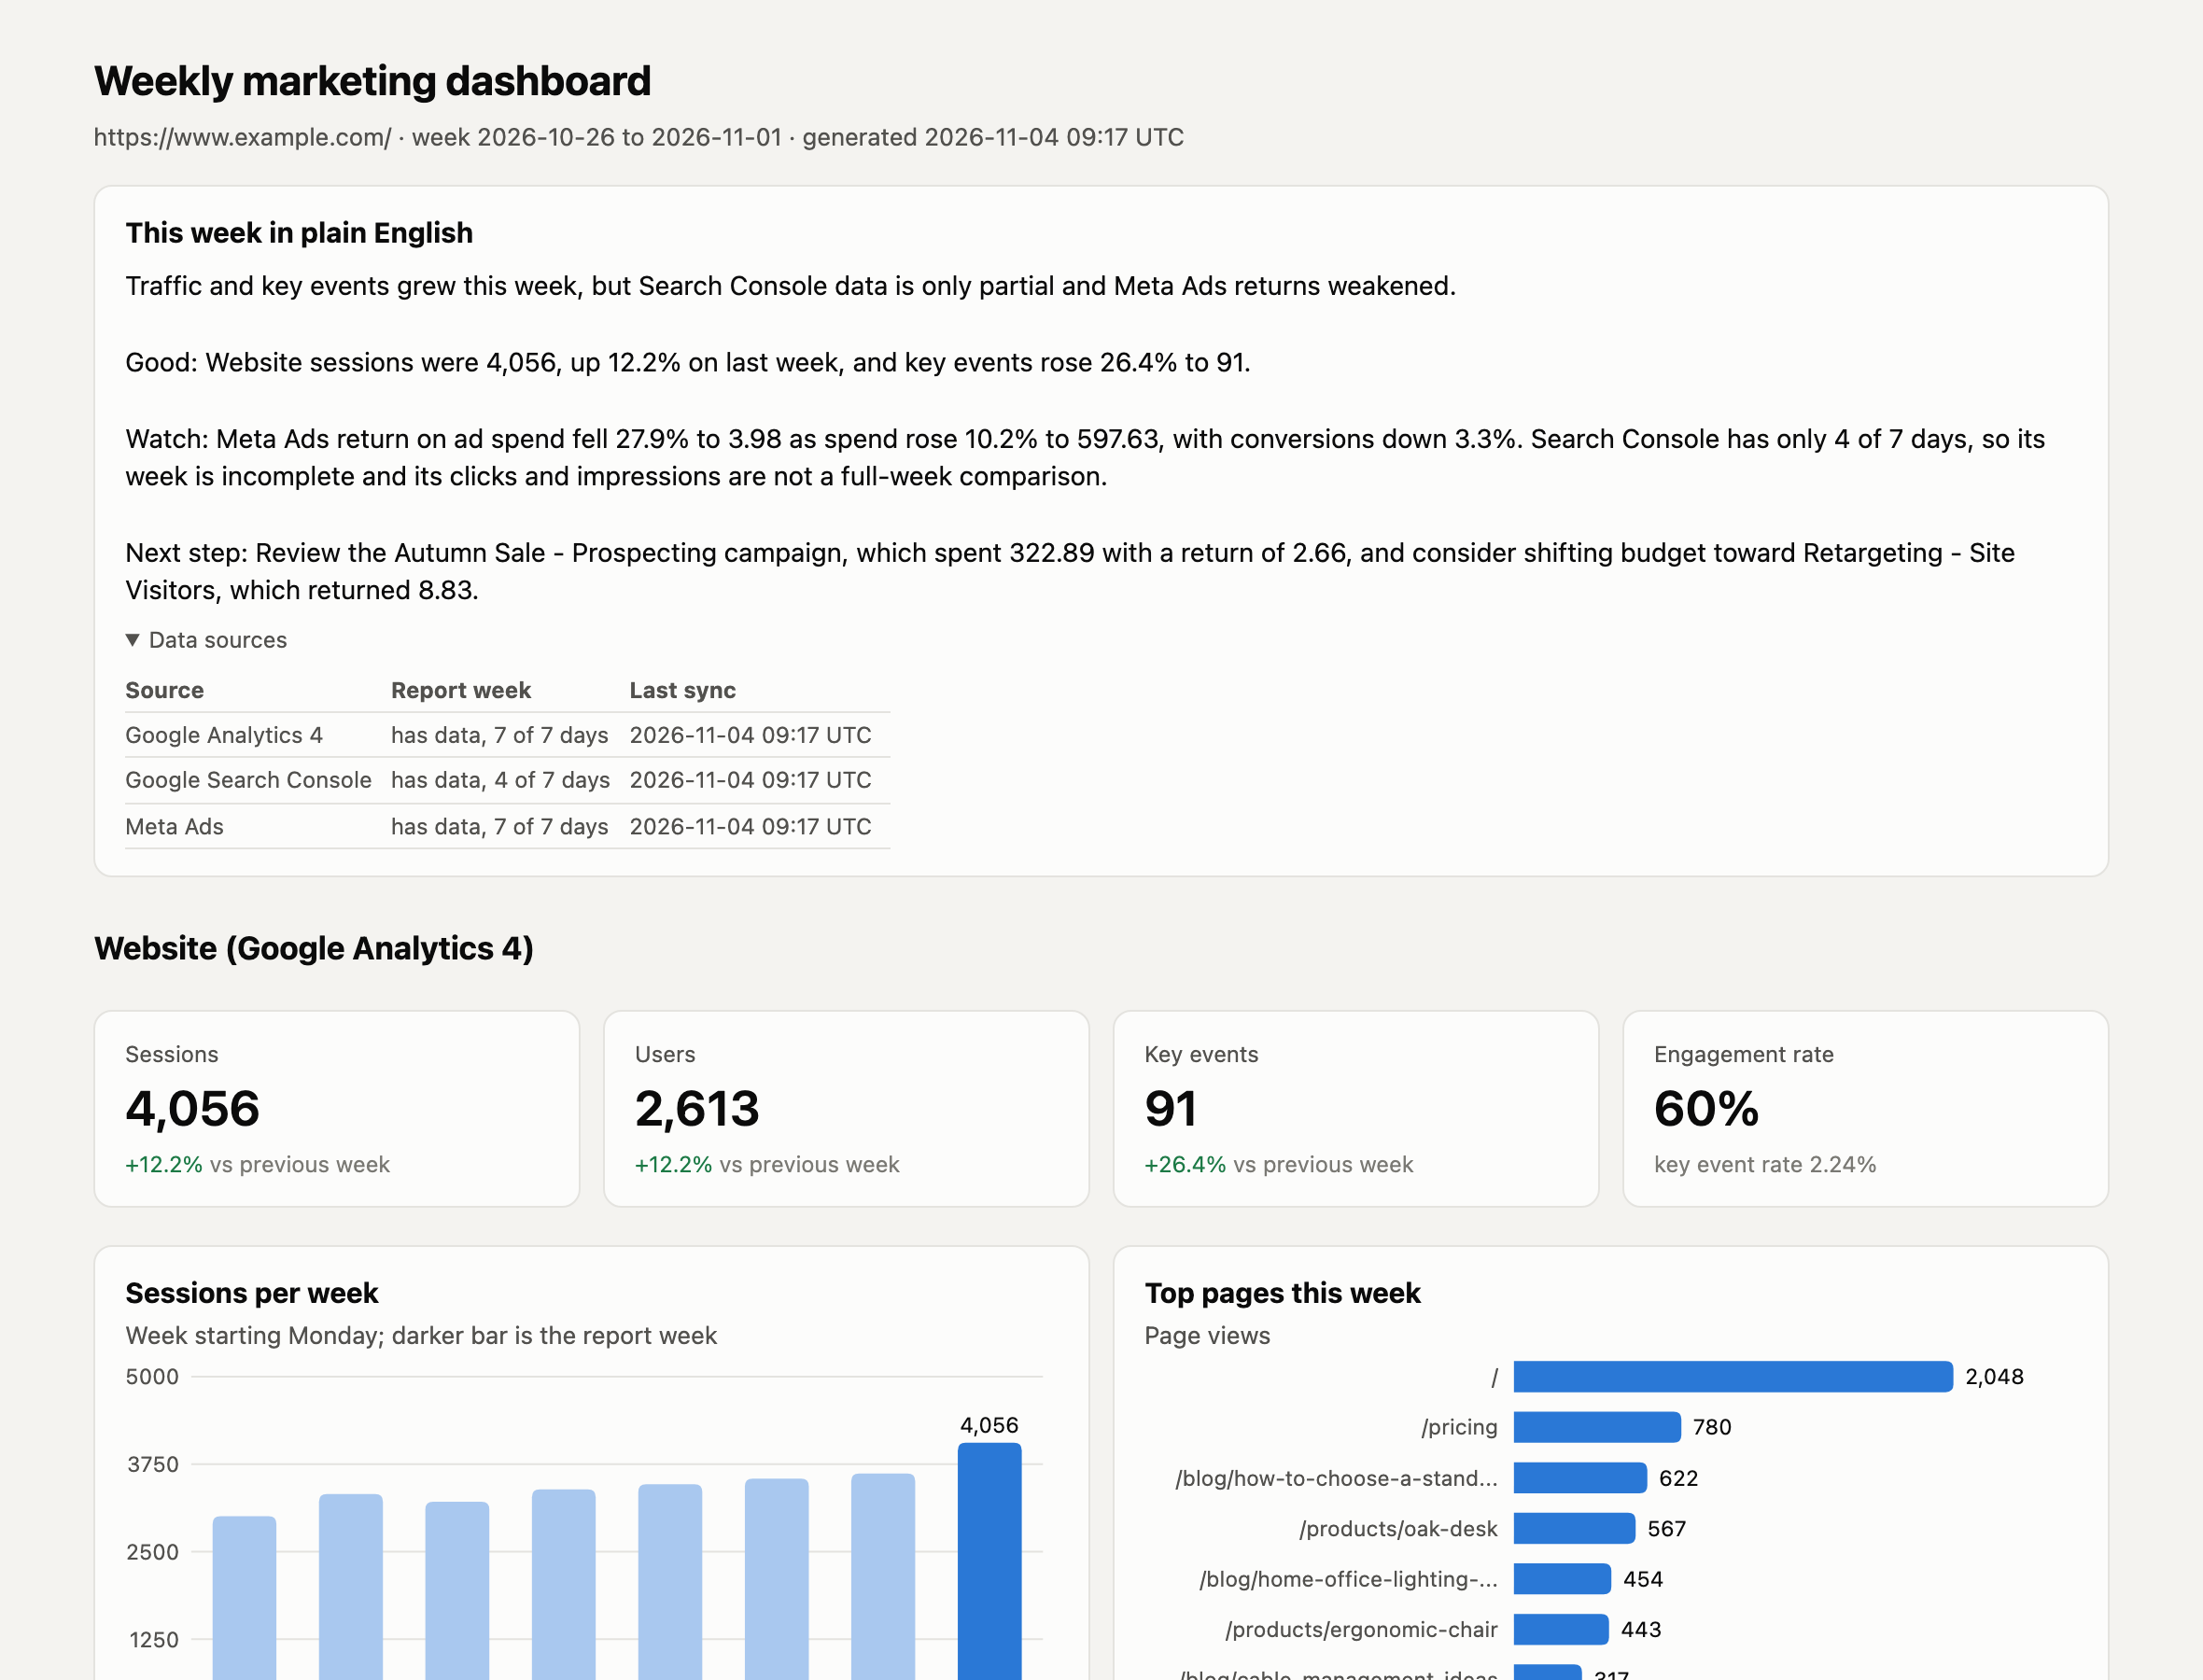 Weekly marketing dashboard
https://www.example.com/ · week 2026-10-26 to 2026-11-01 · generated 2026-11-04 09:17 UTC
This week in plain English
Traffic and key events grew this week, but Search Console data is only partial and Meta Ads returns weakened.
Good: Website sessions were 4,056, up 12.2% on last week, and key events rose 26.4% to 91.
Watch: Meta Ads return on ad spend fell 27.9% to 3.98 as spend rose 10.2% to 597.63, with conversions down 3.3%. Search Console has only 4 of 7 days, so its
week is incomplete and its clicks and impressions are not a full-week comparison.
Next step: Review the Autumn Sale - Prospecting campaign, which spent 322.89 with a return of 2.66, and consider shifting budget toward Retargeting - Site
Visitors, which returned 8.83.
▼ Data sources
Source Report week Last sync
Google Analytics 4 has data, 7 of 7 days 2026-11-04 09:17 UTC
Google Search Console has data, 4 of 7 days 2026-11-04 09:17 UTC
Meta Ads has data, 7 of 7 days 2026-11-04 09:17 UTC
Website (Google Analytics 4)
Sessions
4,056
+12.2% vs previous week
Users
2,613
+12.2% vs previous week
Key events
91
+26.4% vs previous week
Engagement rate
60%
key event rate 2.24%
Sessions per week
Week starting Monday; darker bar is the report week
5000
4,056
3750
2500
1250
Top pages this week
Page views
/ 2,048
/pricing 780
/blog/how-to-choose-a-stand... 622
/products/oak-desk 567
/blog/home-office-lighting-... 454
/products/ergonomic-chair 443
/blog/cable-management-ideas 317